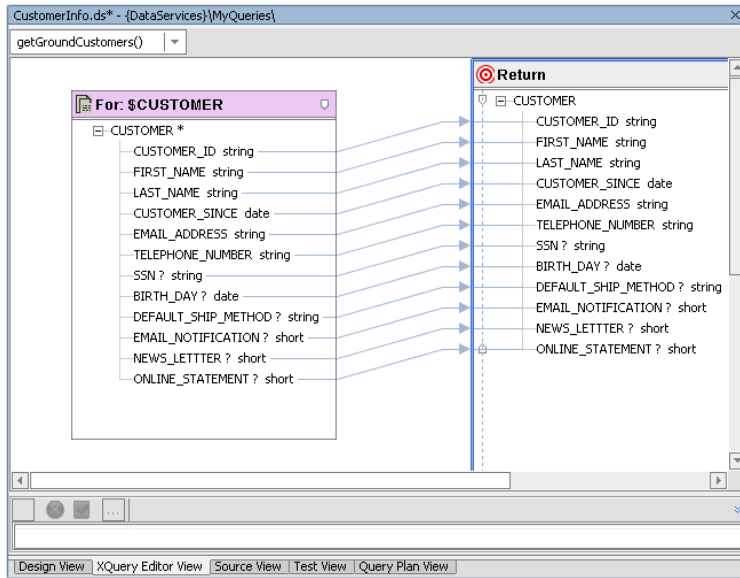 CustomerInfo.ds* - {DataServices}\MyQueries\
getGroundCustomers()
For: $CUSTOMER
CUSTOMER *
CUSTOMER_ID string
FIRST_NAME string
LAST_NAME string
CUSTOMER_SINCE date
EMAIL_ADDRESS string
TELEPHONE_NUMBER string
SSN ? string
BIRTH_DAY ? date
DEFAULT_SHIP_METHOD ? string
EMAIL_NOTIFICATION ? short
NEWS_LETTTER ? short
ONLINE_STATEMENT ? short
Return
CUSTOMER
CUSTOMER_ID string
FIRST_NAME string
LAST_NAME string
CUSTOMER_SINCE date
EMAIL_ADDRESS string
TELEPHONE_NUMBER string
SSN ? string
BIRTH_DAY ? date
DEFAULT_SHIP_METHOD ? string
EMAIL_NOTIFICATION ? short
NEWS_LETTTER ? short
ONLINE_STATEMENT ? short
...
Design View XQuery Editor View Source View Test View Query Plan View